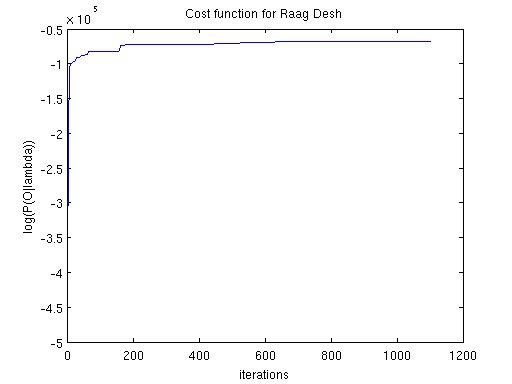 Cost function for Raag Desh
× 10^5
-0.5
-1
-1.5
-2
-2.5
-3
-3.5
-4
-4.5
-5
log(P(O|lambda))
0 200 400 600 800 1000 1200
iterations